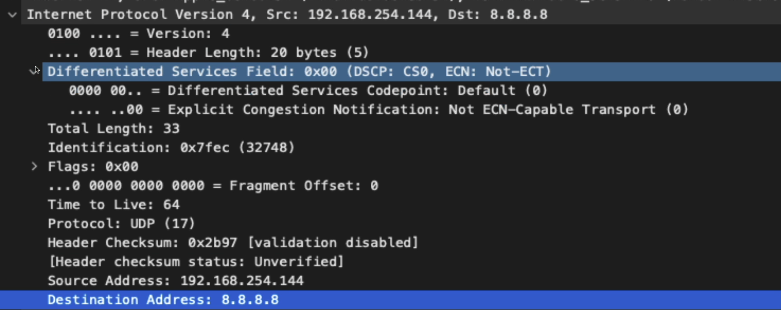 Internet Protocol Version 4, Src: 192.168.254.144, Dst: 8.8.8.8
0100 .... = Version: 4
.... 0101 = Header Length: 20 bytes (5)
Differentiated Services Field: 0x00 (DSCP: CS0, ECN: Not-ECT)
0000 00.. = Differentiated Services Codepoint: Default (0)
.... ..00 = Explicit Congestion Notification: Not ECN-Capable Transport (0)
Total Length: 33
Identification: 0x7fec (32748)
Flags: 0x00
...0 0000 0000 0000 = Fragment Offset: 0
Time to Live: 64
Protocol: UDP (17)
Header Checksum: 0x2b97 [validation disabled]
[Header checksum status: Unverified]
Source Address: 192.168.254.144
Destination Address: 8.8.8.8